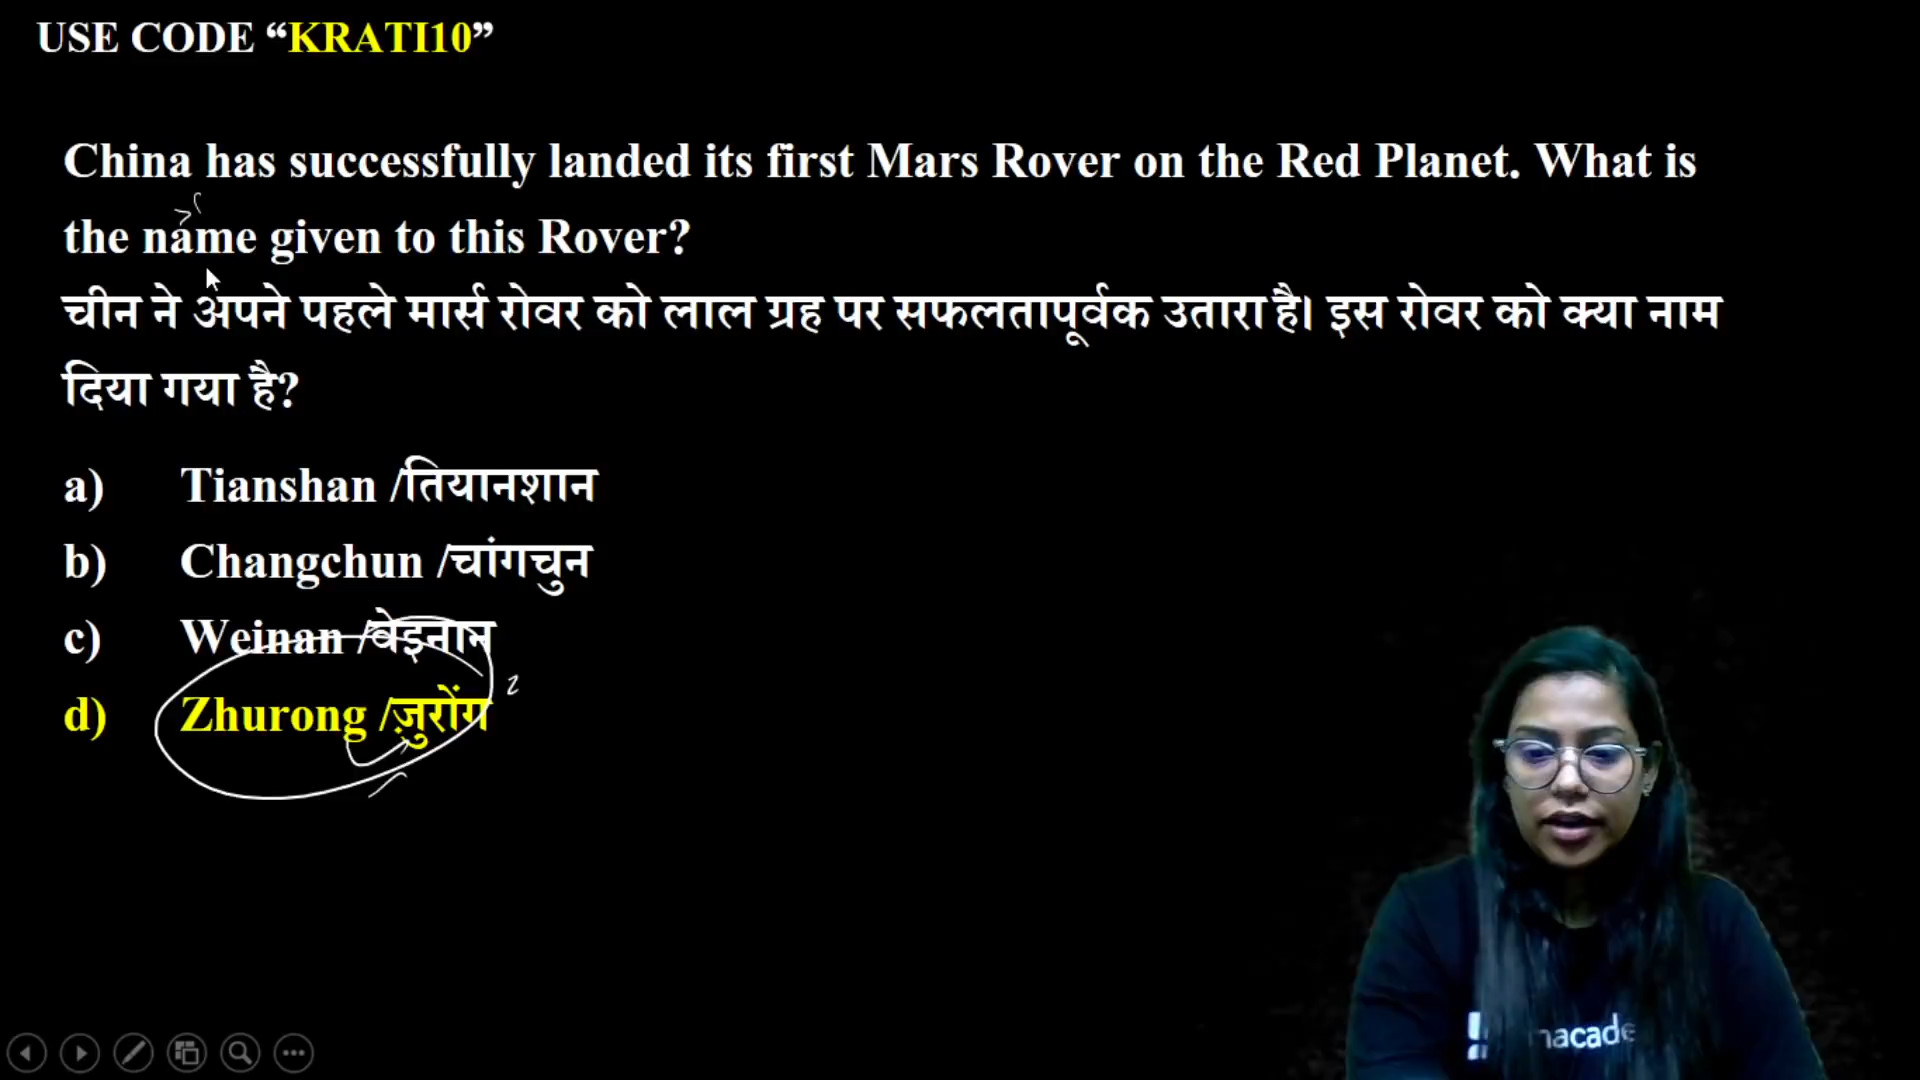 USE CODE “KRATI10”
China has successfully landed its first Mars Rover on the Red Planet. What is
the name given to this Rover?
चीन ने अपने पहले मार्स रोवर को लाल ग्रह पर सफलतापूर्वक उतारा है। इस रोवर को क्या नाम
दिया गया है?
a) Tianshan /तियानशान
b) Changchun /चांगचुन
c) Weinan /वेइनान
d) Zhurong /ज़ुरोंग